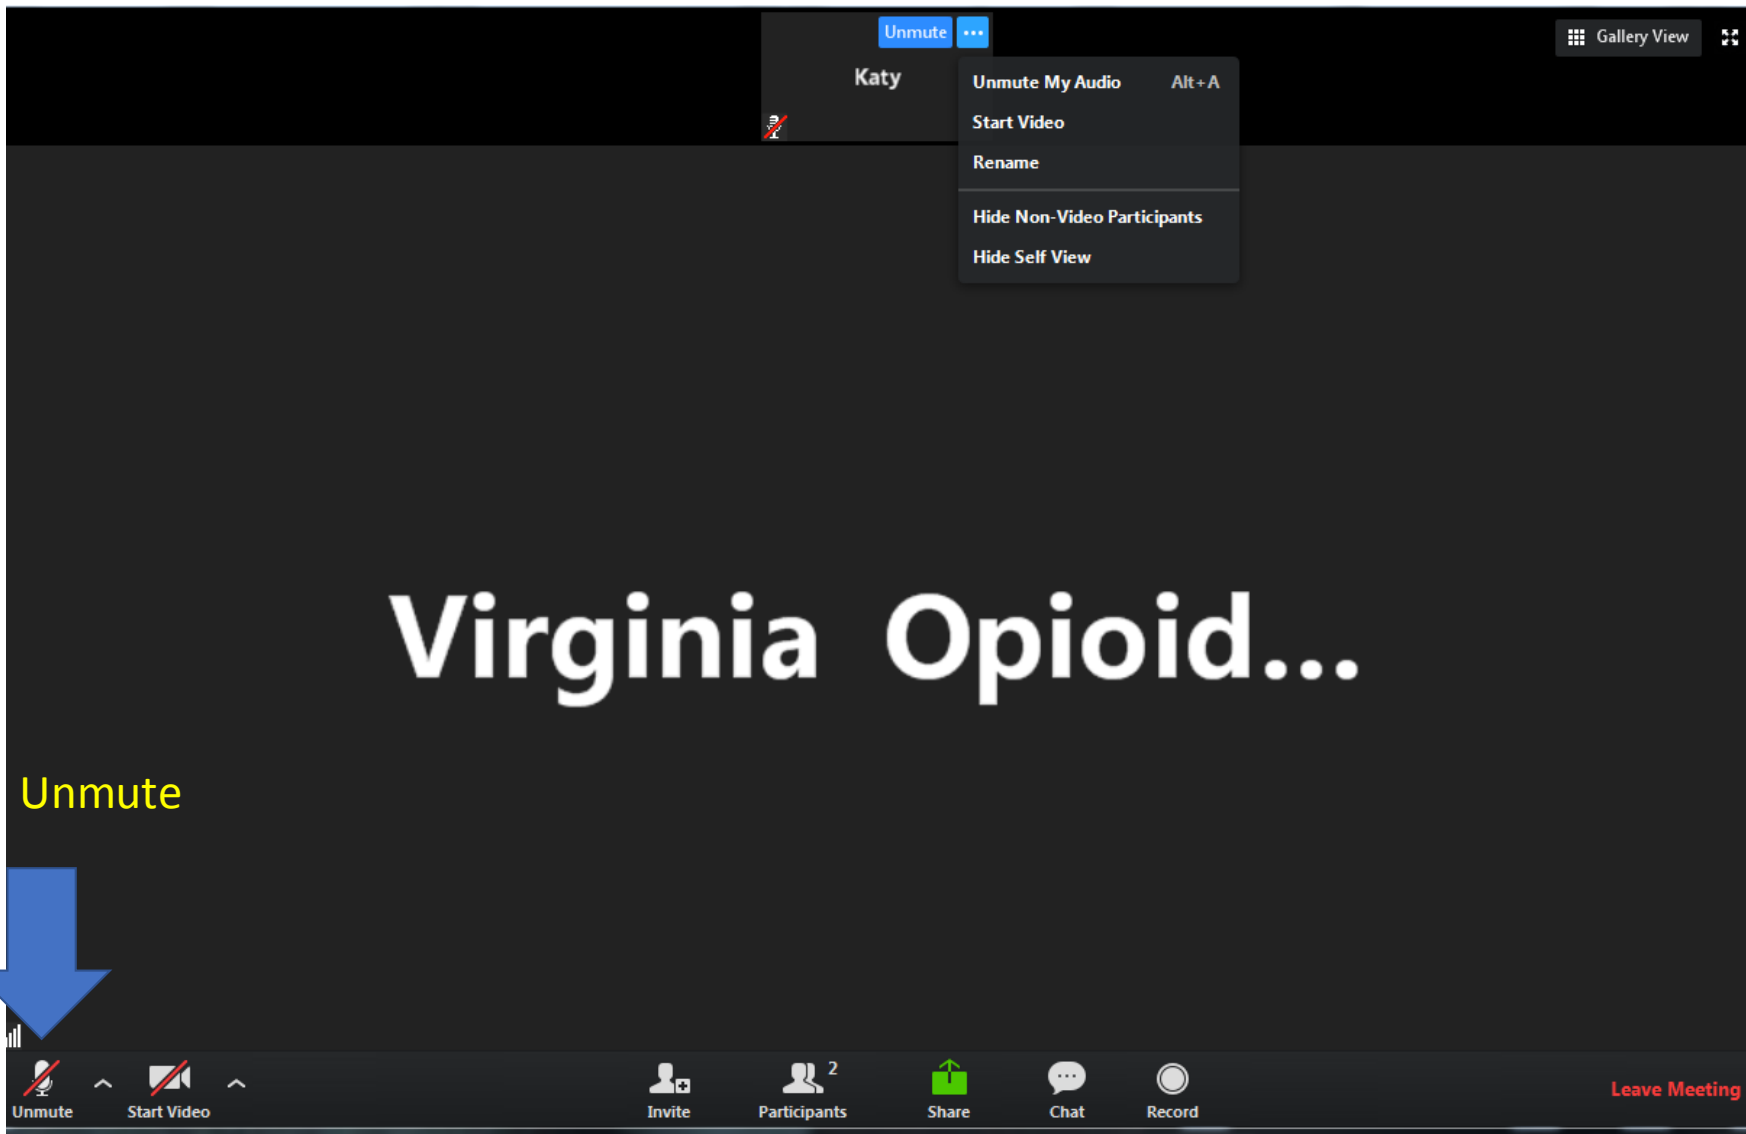 Unmute ...
Gallery View
Katy
Unmute My Audio Alt+A
Start Video
Rename
Hide Non-Video Participants
Hide Self View
Virginia Opioid...
Unmute
Unmute
Start Video
Invite
2
Participants
Share
Chat
Record
Leave Meeting